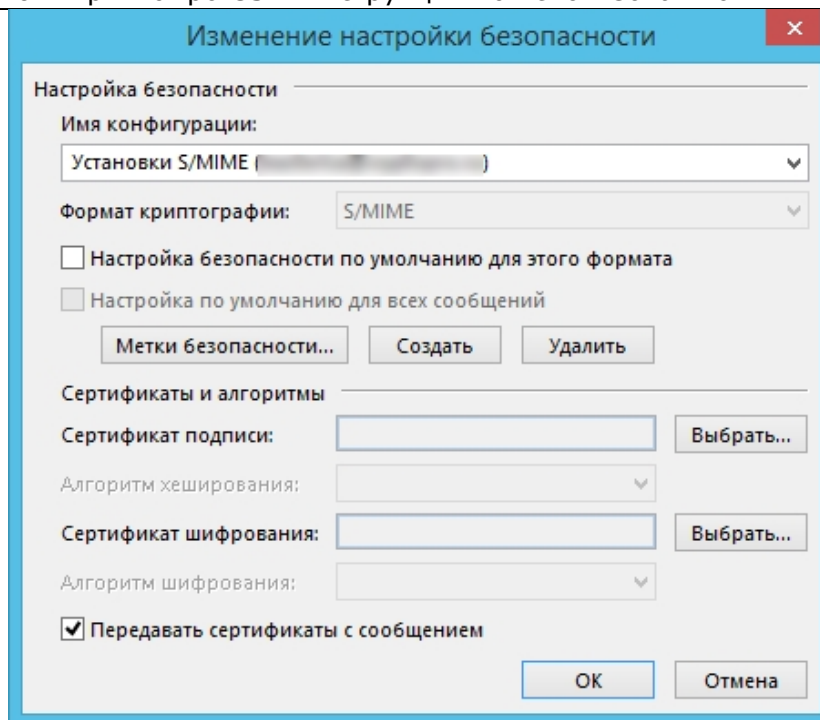 Изменение настройки безопасности
Настройка безопасности
Имя конфигурации:
Установки S/MIME ( )
Формат криптографии: S/MIME
Настройка безопасности по умолчанию для этого формата
Настройка по умолчанию для всех сообщений
Метки безопасности... Создать Удалить
Сертификаты и алгоритмы
Сертификат подписи: Выбрать...
Алгоритм хеширования:
Сертификат шифрования: Выбрать...
Алгоритм шифрования:
Передавать сертификаты с сообщением
ОК Отмена